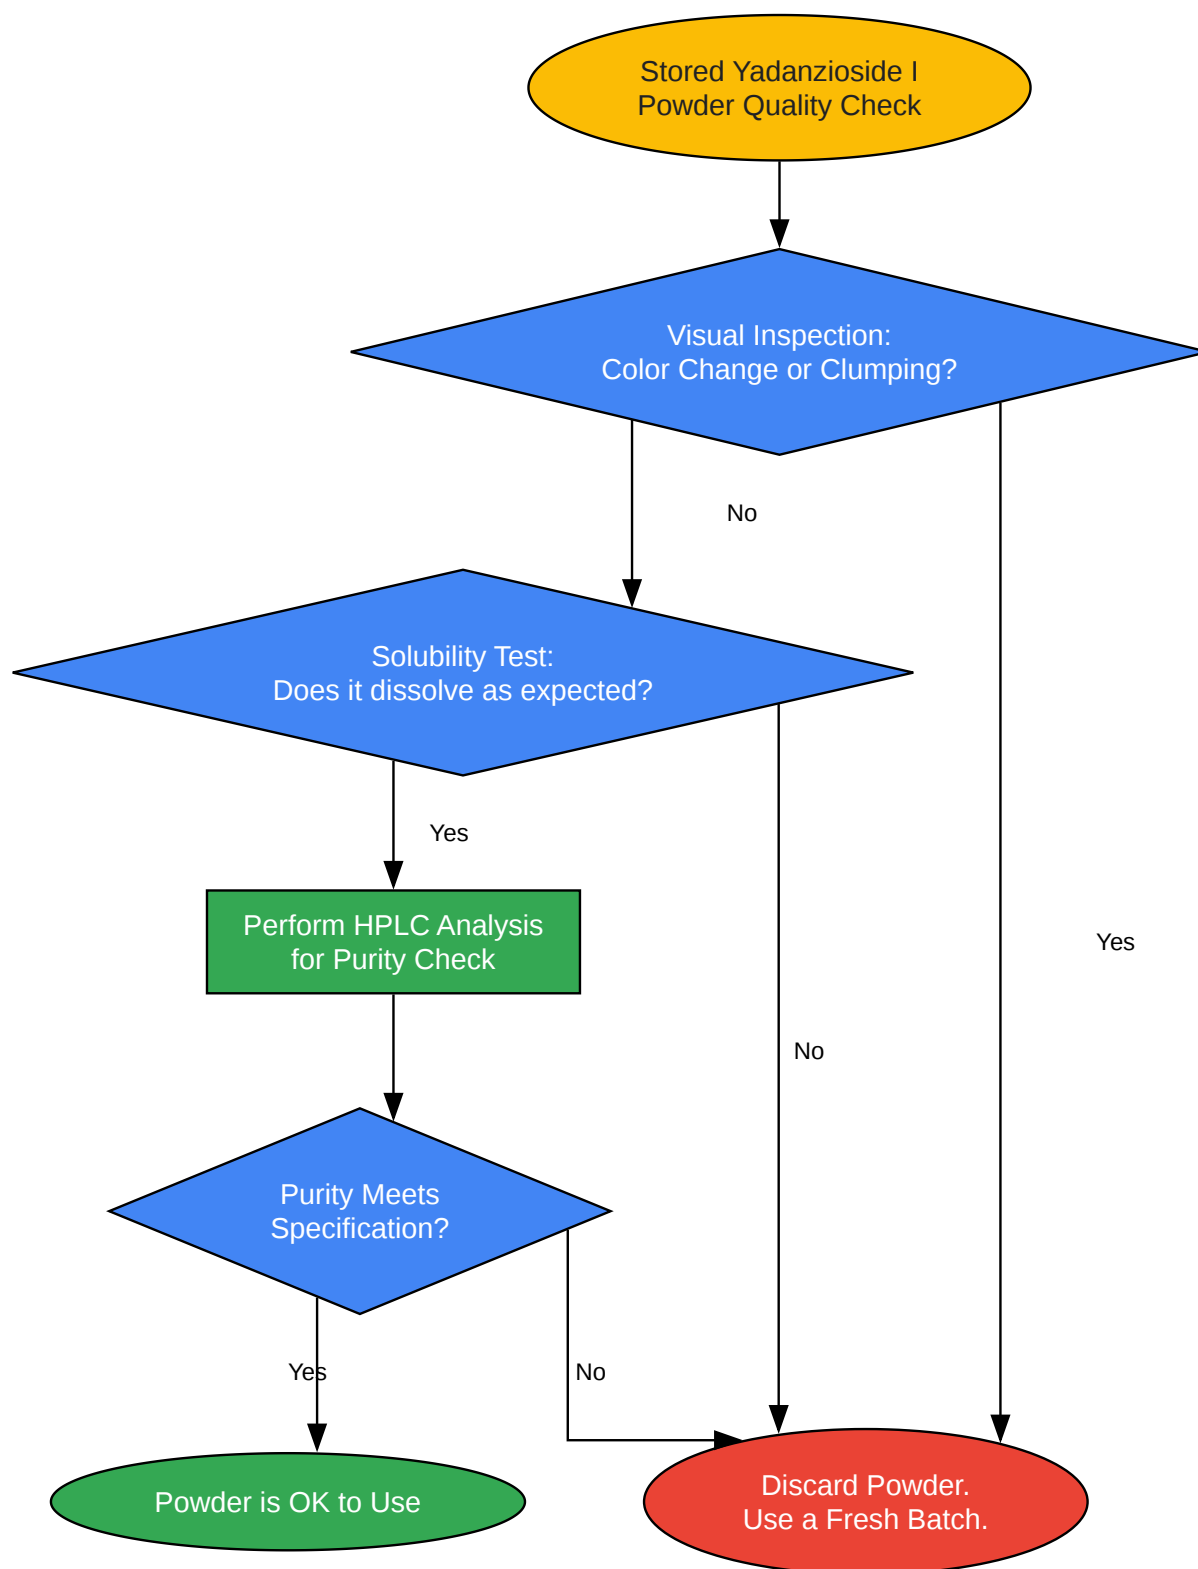 Stored Yadanzioside I
Powder Quality Check
Visual Inspection:
Color Change or Clumping?
No
Solubility Test:
Does it dissolve as expected?
Yes
Perform HPLC Analysis
for Purity Check
Yes
No
Purity Meets
Specification?
Yes
No
Powder is OK to Use
Discard Powder.
Use a Fresh Batch.